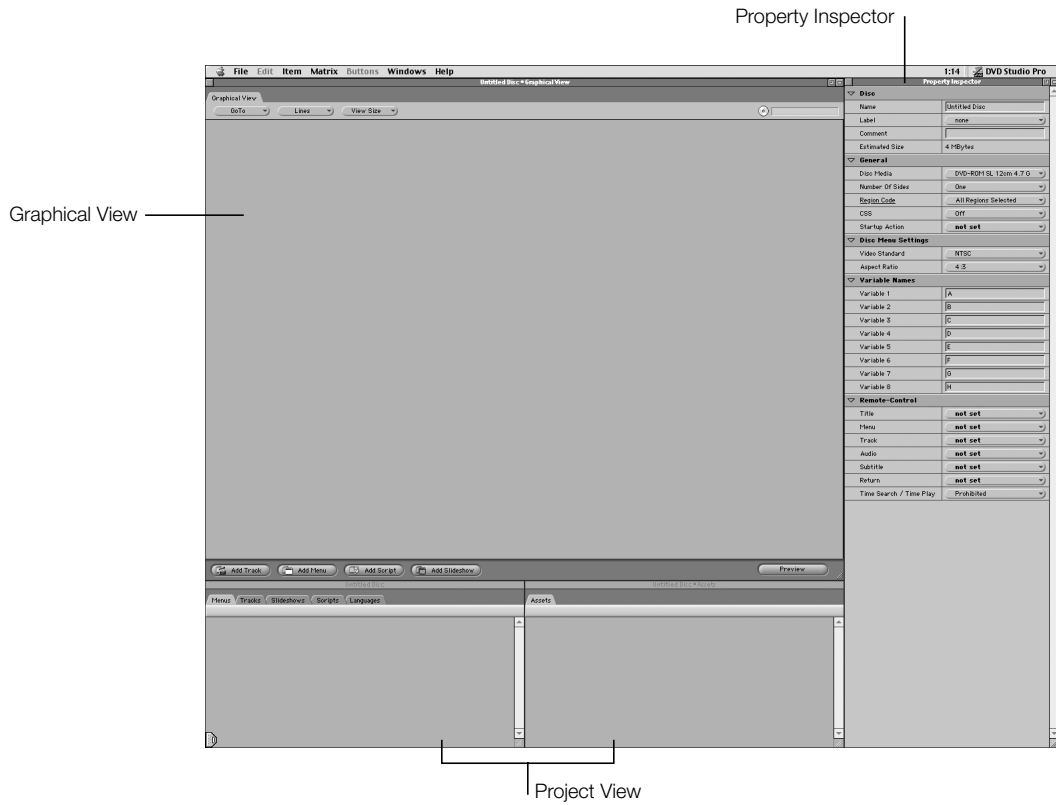 Property Inspector
File Edit Item Matrix Buttons Windows Help
1:14 DVD Studio Pro
Untitled Disc • Graphical View
Property Inspector
Graphical View
GoTo Lines View Size
Disc
Name Untitled Disc
Label none
Comment
Estimated Size 4 MBytes
General
Disc Media DVD-ROM SL 12cm 4.7 G
Number Of Sides One
Region Code All Regions Selected
CSS Off
Startup Action not set
Disc Menu Settings
Video Standard NTSC
Aspect Ratio 4:3
Variable Names
Variable 1 A
Variable 2 B
Variable 3 C
Variable 4 D
Variable 5 E
Variable 6 F
Variable 7 G
Variable 8 H
Remote-Control
Title not set
Menu not set
Track not set
Audio not set
Subtitle not set
Return not set
Time Search / Time Play Prohibited
Graphical View
Add Track Add Menu Add Script Add Slideshow Preview
Untitled Disc
Untitled Disc • Assets
Menus Tracks Slideshows Scripts Languages
Assets
Project View